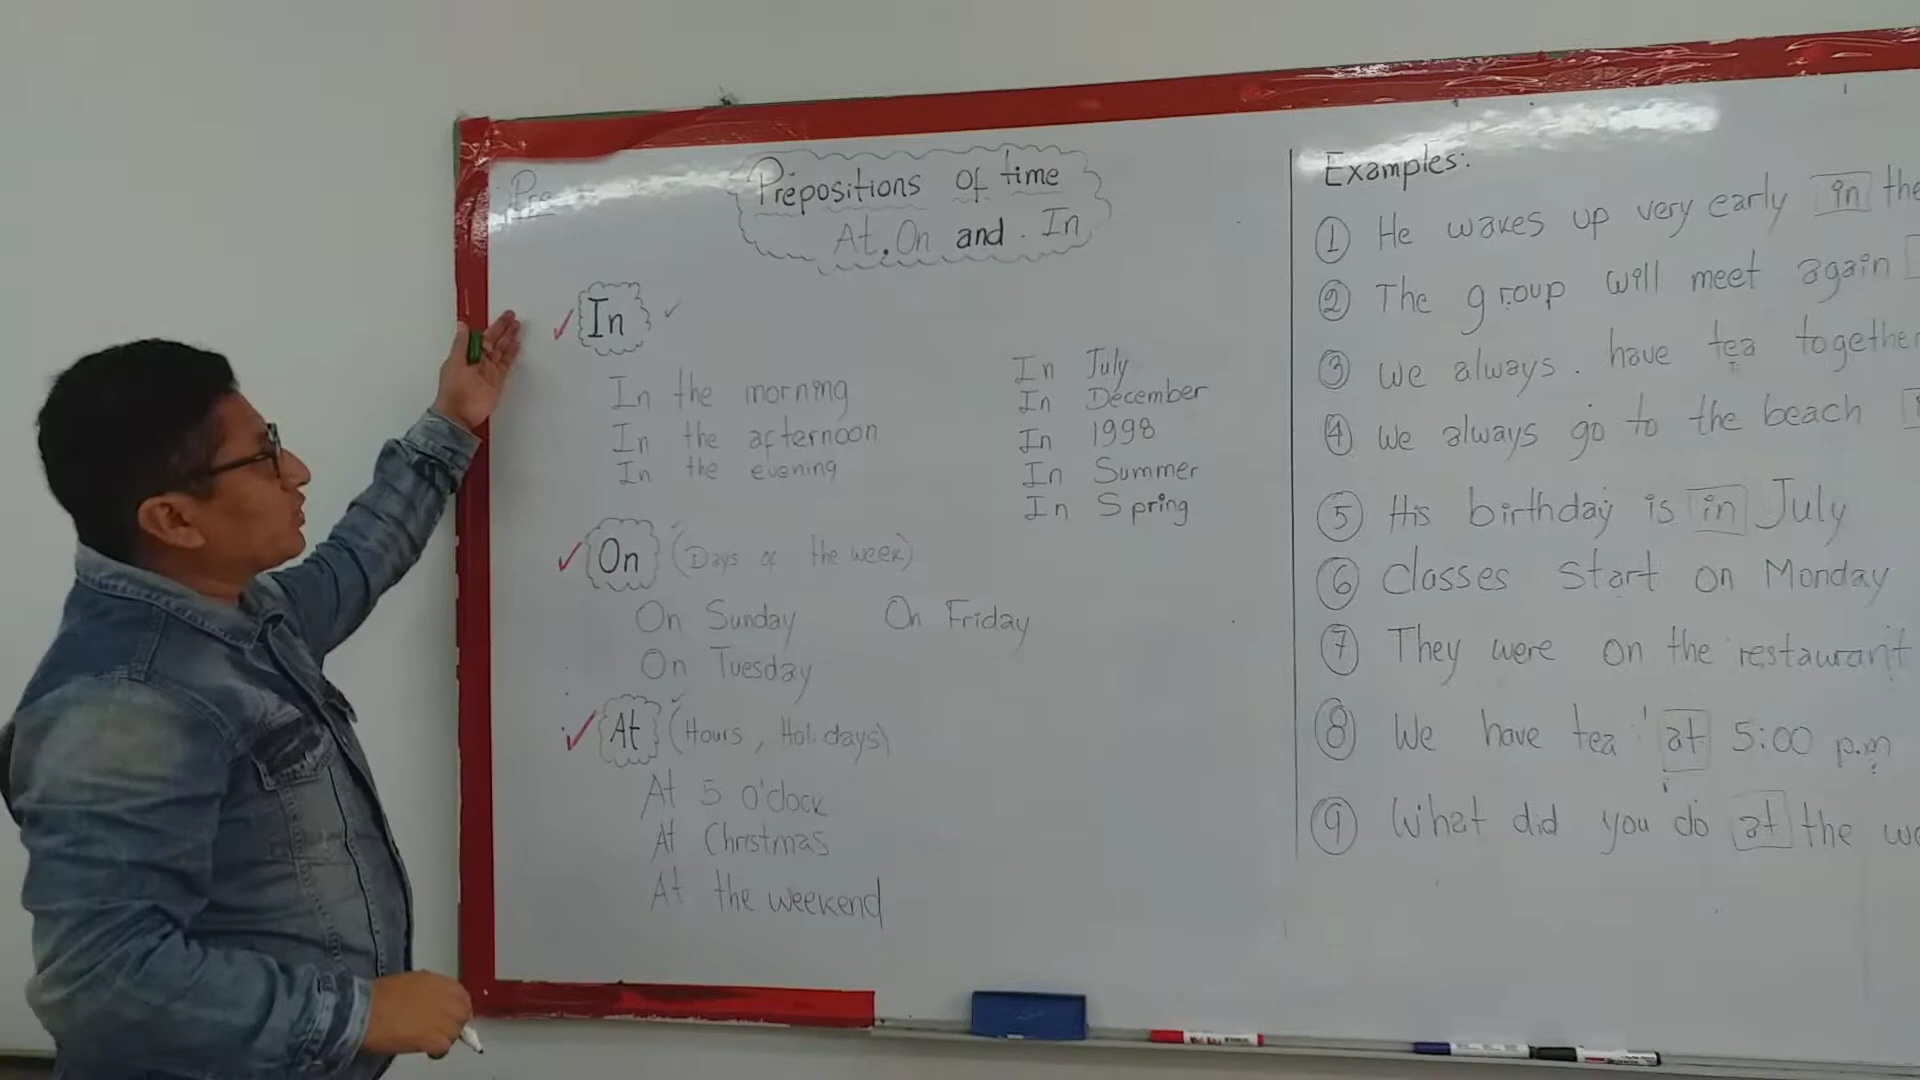 Pre
Prepositions of time
At, On and . In
In
In the morning
In the afternoon
In the evening
In July
In December
In 1998
In Summer
In Spring
On (Days of the week)
On Sunday On Friday
On Tuesday
At (Hours, Holidays)
At 5 o'clock
At Christmas
At the weekend
Examples:
① He wakes up very early in the
② The group will meet again
③ We always . have tea together
④ We always go to the beach
⑤ His birthday is in July
⑥ Classes start on Monday
⑦ They were on the restaurant
⑧ We have tea at 5:00 p.m
⑨ What did you do at the